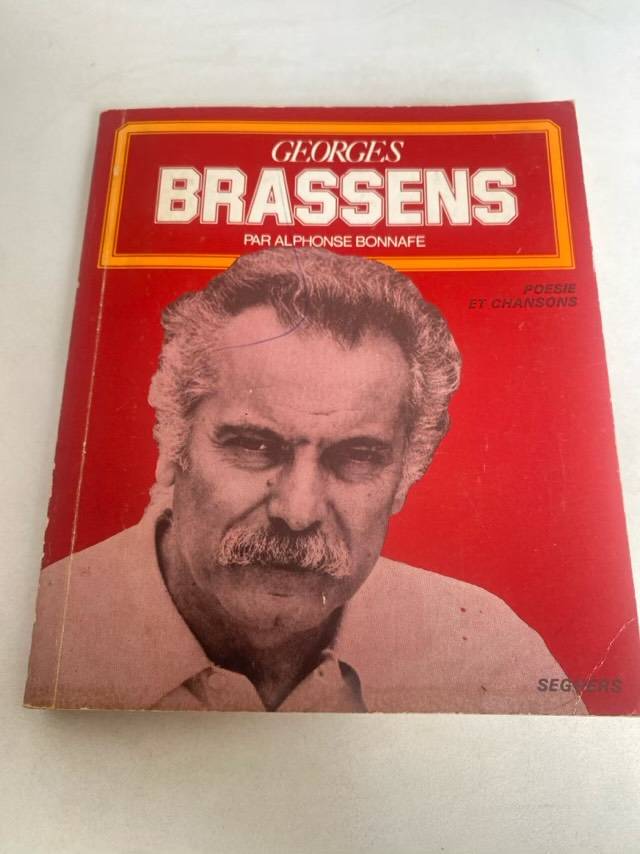 GEORGES
BRASSENS
PAR ALPHONSE BONNAFE
POESIE
ET CHANSONS
SEGHERS